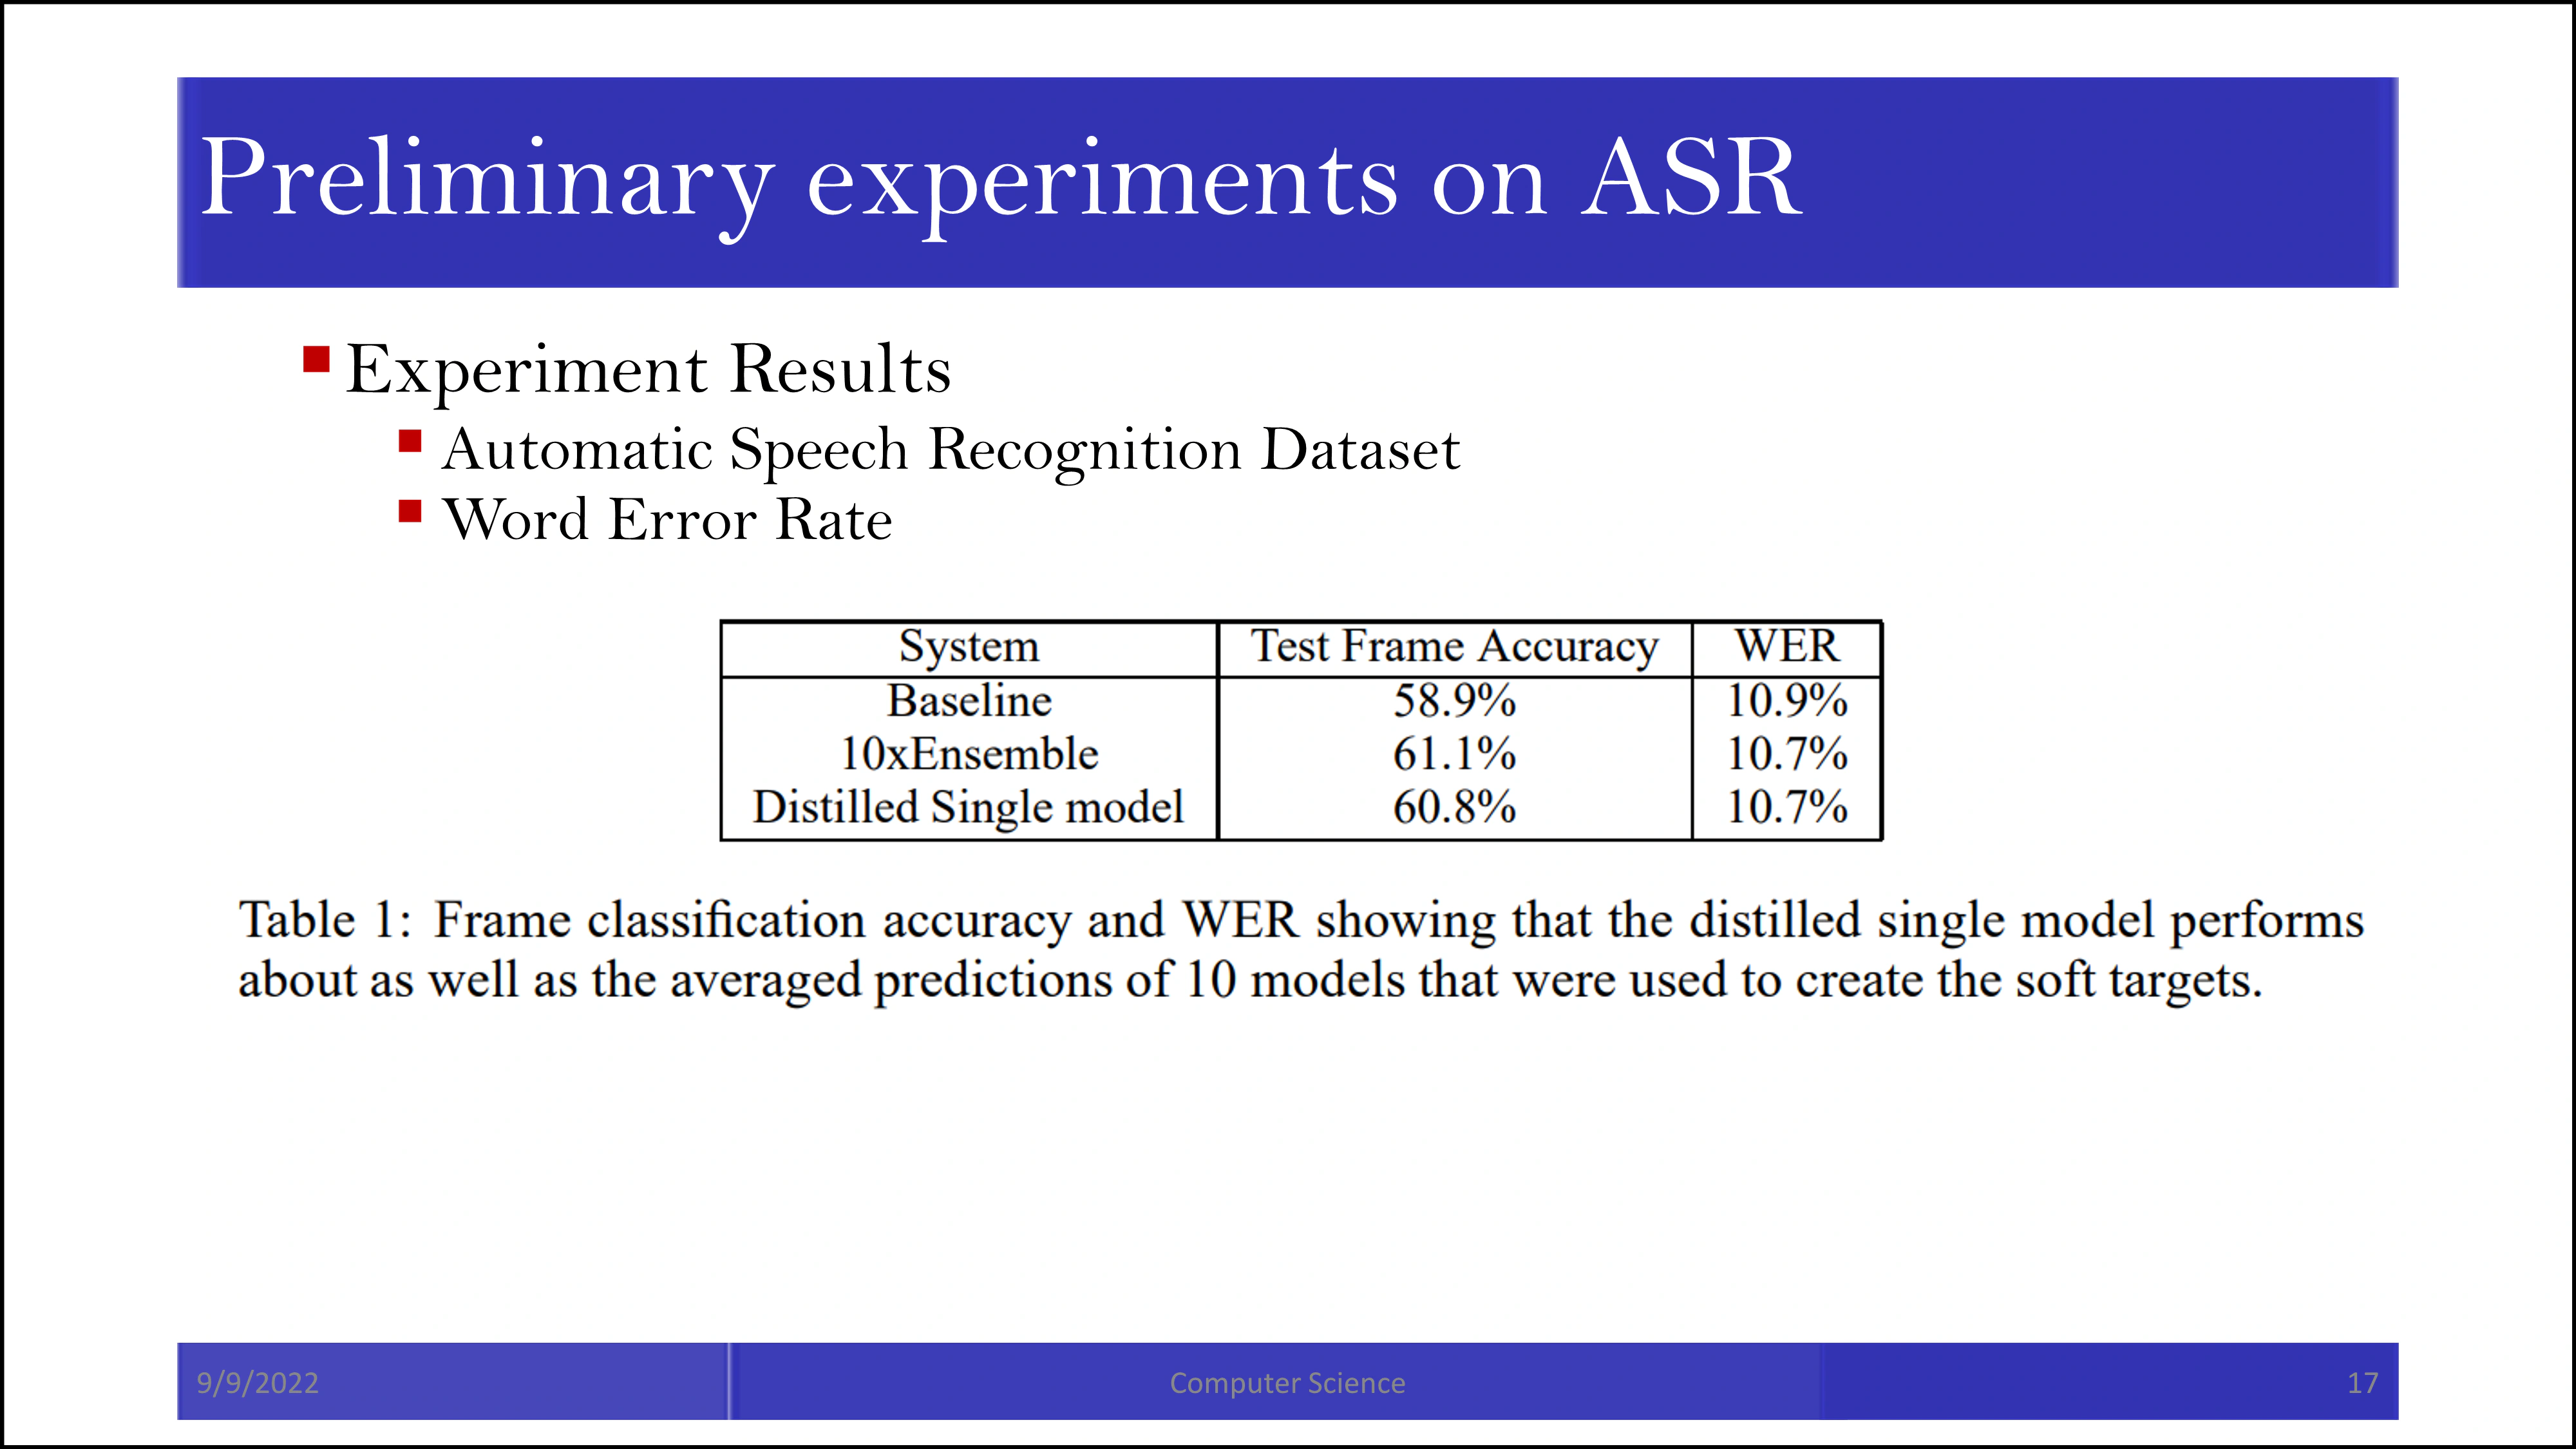 Preliminary experiments on ASR
Experiment Results
Automatic Speech Recognition Dataset
Word Error Rate
System Test Frame Accuracy WER
Baseline 58.9% 10.9%
10xEnsemble 61.1% 10.7%
Distilled Single model 60.8% 10.7%
Table 1: Frame classification accuracy and WER showing that the distilled single model performs
about as well as the averaged predictions of 10 models that were used to create the soft targets.
9/9/2022 Computer Science 17